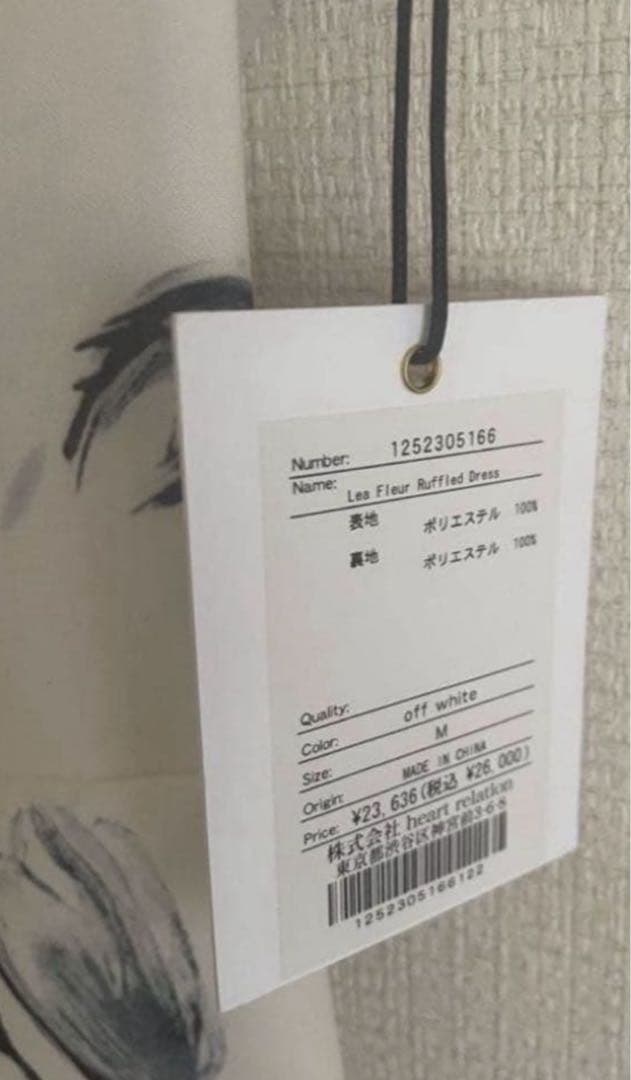 Number: 1252305166
Name: Lea Fleur Ruffled Dress
表地 ポリエステル 100%
裏地 ポリエステル 100%
Quality:
Color: off white
Size: M
Origin: MADE IN CHINA
Price: ¥23,636(税込 ¥26,000)
株式会社 heart relation
東京都渋谷区神宮前3-6-8
1252305166122